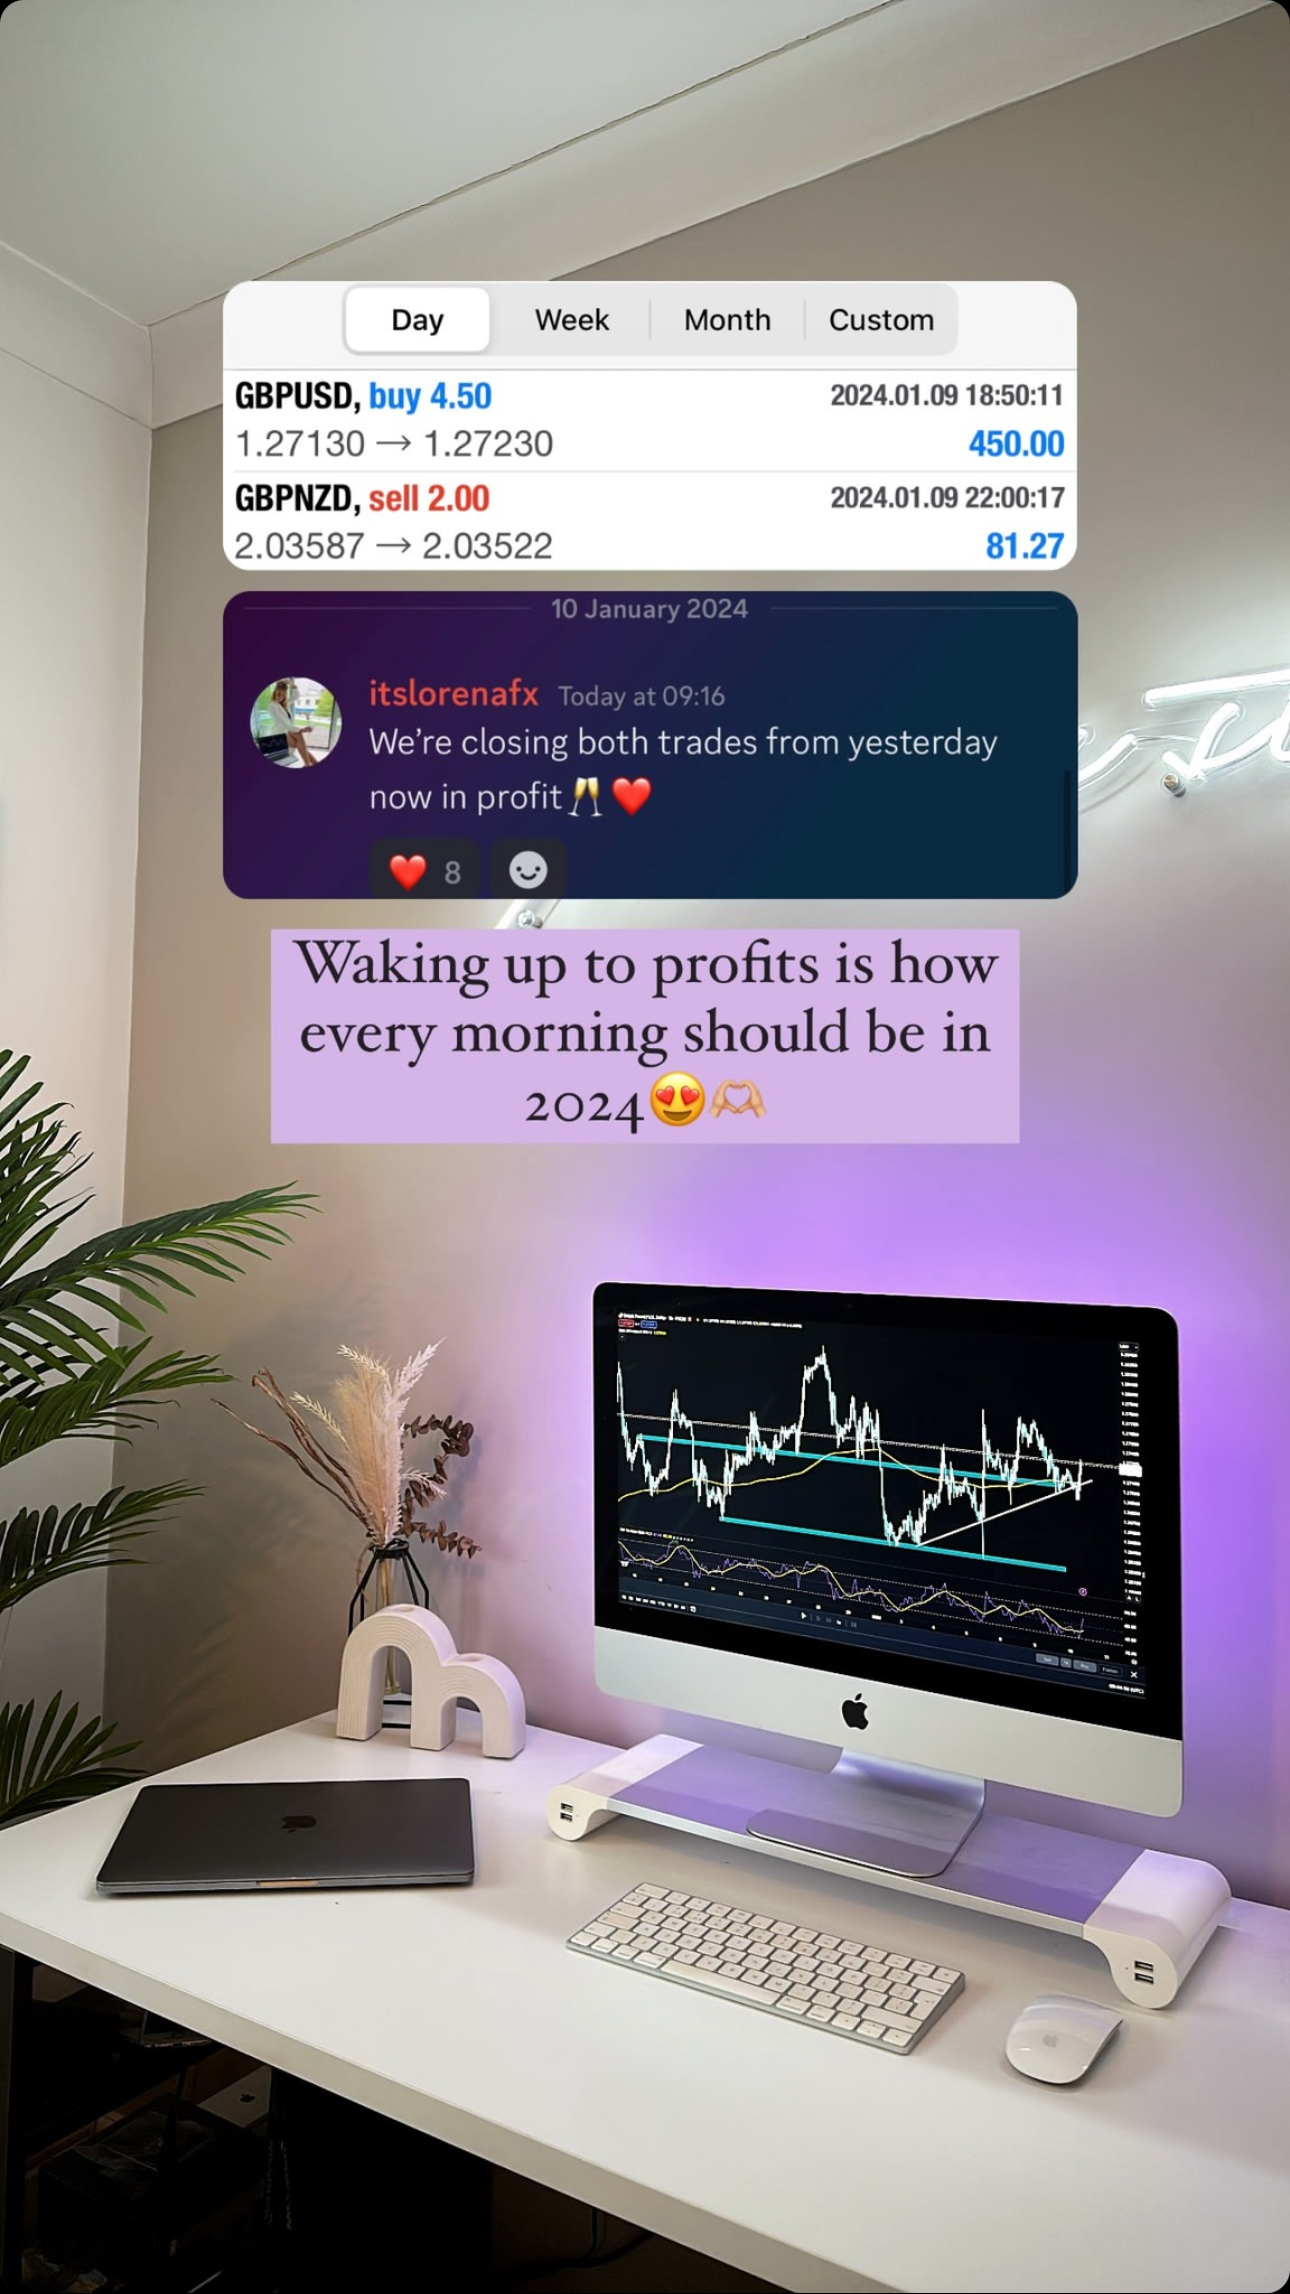 Day Week Month Custom
GBPUSD, buy 4.50 2024.01.09 18:50:11
1.27130 → 1.27230 450.00
GBPNZD, sell 2.00 2024.01.09 22:00:17
2.03587 → 2.03522 81.27
10 January 2024
itslorenafx Today at 09:16
We’re closing both trades from yesterday
now in profit🥂❤️
❤️ 8
Waking up to profits is how
every morning should be in
2024😍🫶🏻